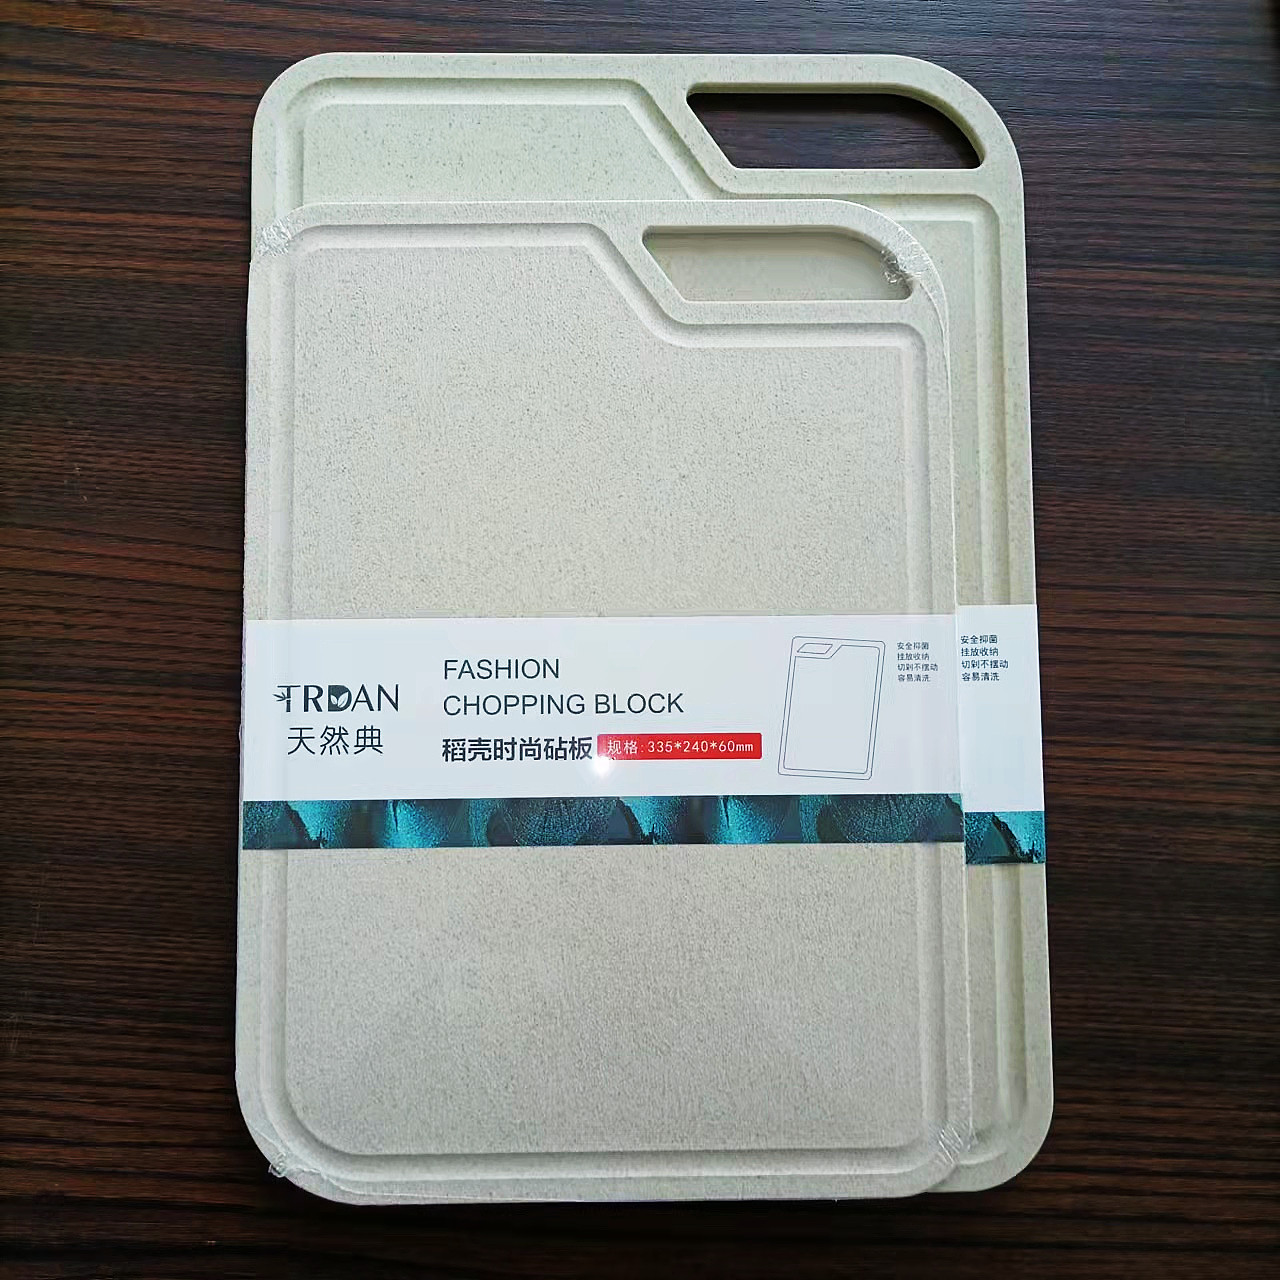 TRDAN
天然典
FASHION
CHOPPING BLOCK
稻壳时尚砧板
规格:335*240*60mm
安全抑菌
挂放收纳
切剁不摆动
容易清洗
安全抑菌
挂放收纳
切剁不摆动
容易清洗